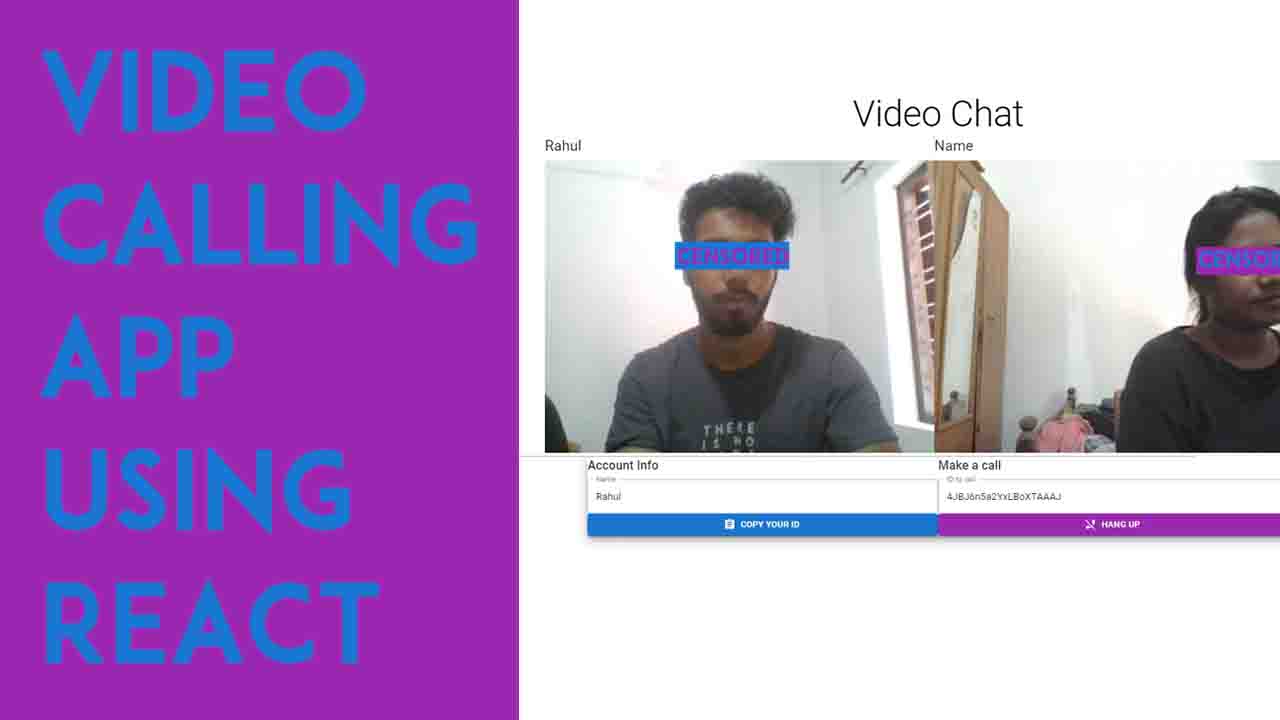 VIDEO
CALLING
APP
USING
REACT
Video Chat
Rahul
Name
CENSORED
CENSOR
THERE
IS NO
Account Info
Name
Rahul
COPY YOUR ID
Make a call
ID to call
4JBJ6n5a2YxLBoXTAAAJ
HANG UP